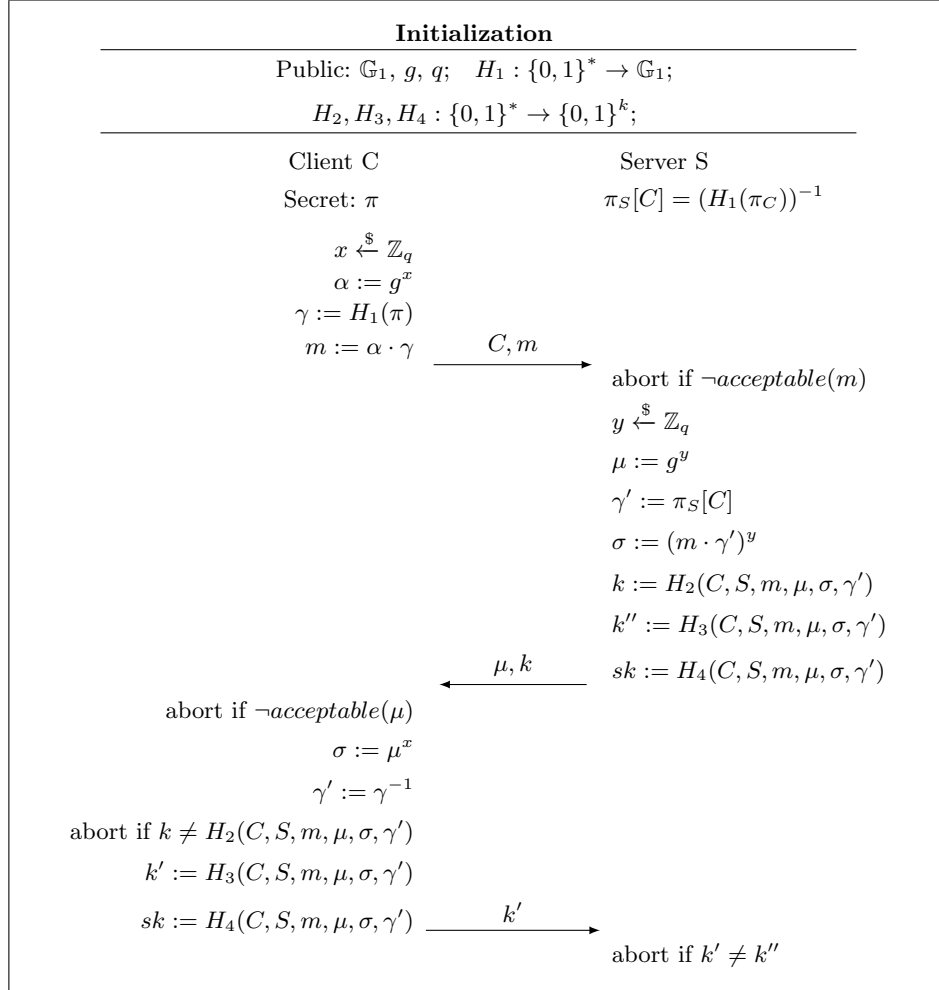 Initialization
Public: 𝔾₁, g, q;   H₁ : {0, 1}* → 𝔾₁;
H₂, H₃, H₄ : {0, 1}* → {0, 1}ᵏ;
Client C
Server S
Secret: π
π_S[C] = (H₁(π_C))⁻¹
x ←$ ℤ_q
α := gˣ
γ := H₁(π)
m := α · γ
C, m
abort if ¬acceptable(m)
y ←$ ℤ_q
μ := gʸ
γ′ := π_S[C]
σ := (m · γ′)ʸ
k := H₂(C, S, m, μ, σ, γ′)
k″ := H₃(C, S, m, μ, σ, γ′)
μ, k
sk := H₄(C, S, m, μ, σ, γ′)
abort if ¬acceptable(μ)
σ := μˣ
γ′ := γ⁻¹
abort if k ≠ H₂(C, S, m, μ, σ, γ′)
k′ := H₃(C, S, m, μ, σ, γ′)
sk := H₄(C, S, m, μ, σ, γ′)
k′
abort if k′ ≠ k″